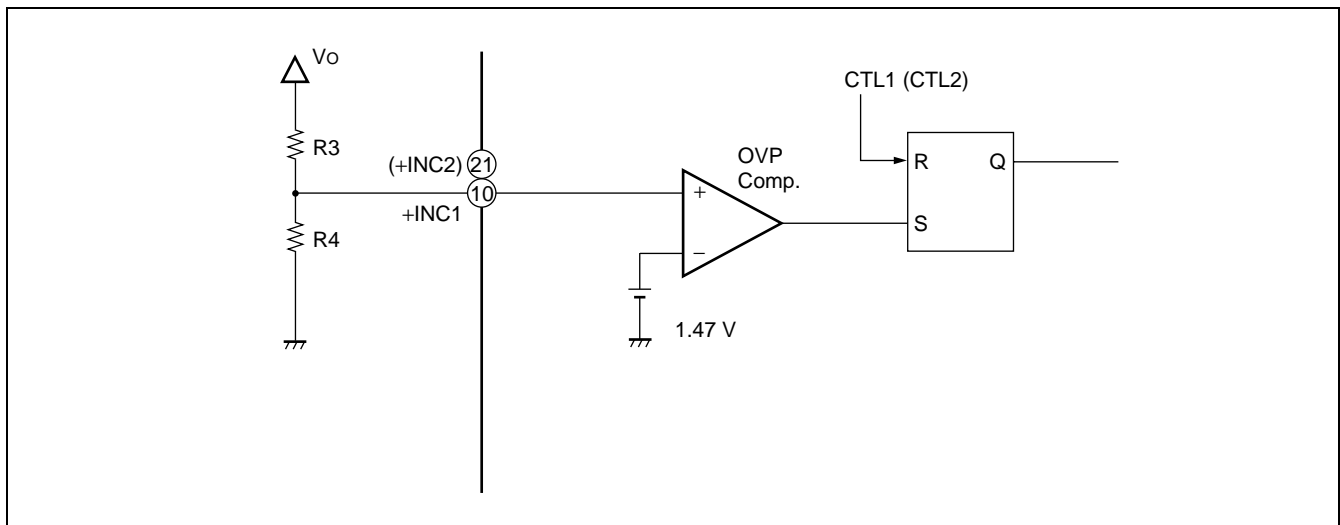 Vo
R3
R4
(+INC2) 21
10
+INC1
+
−
OVP
Comp.
1.47 V
CTL1 (CTL2)
R
Q
S